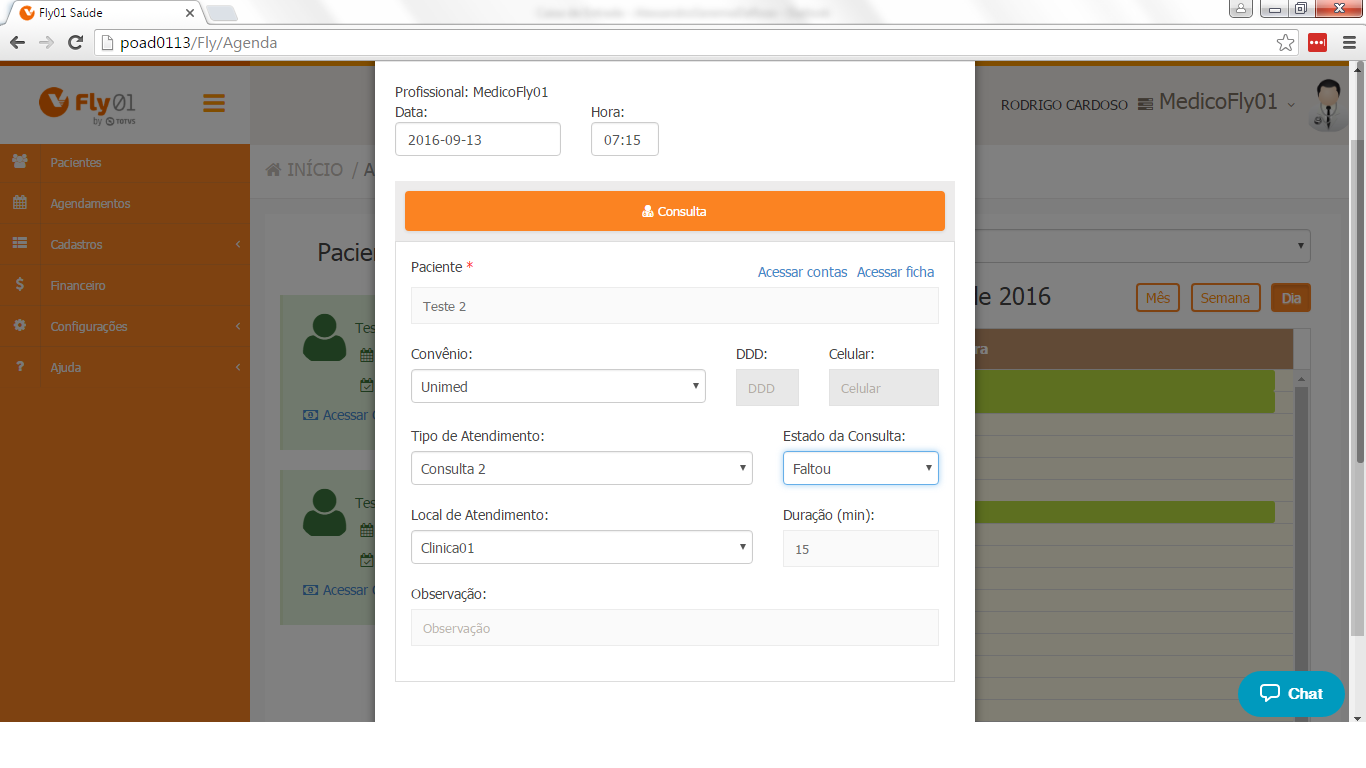 Fly01 Saúde
poad0113/Fly/Agenda
Fly01
by TOTVS
RODRIGO CARDOSO MedicoFly01
Pacientes
Agendamentos
Cadastros
Financeiro
Configurações
Ajuda
INÍCIO / A
Profissional: MedicoFly01
Data: Hora:
2016-09-13 07:15
Consulta
Paciente * Acessar contas Acessar ficha
Teste 2
Convênio: DDD: Celular:
Unimed DDD Celular
Tipo de Atendimento: Estado da Consulta:
Consulta 2 Faltou
Local de Atendimento: Duração (min):
Clinica01 15
Observação:
Observação
Pacie
Tes
Acessar
Tes
Acessar
de 2016 Mês Semana Dia
ra
Chat